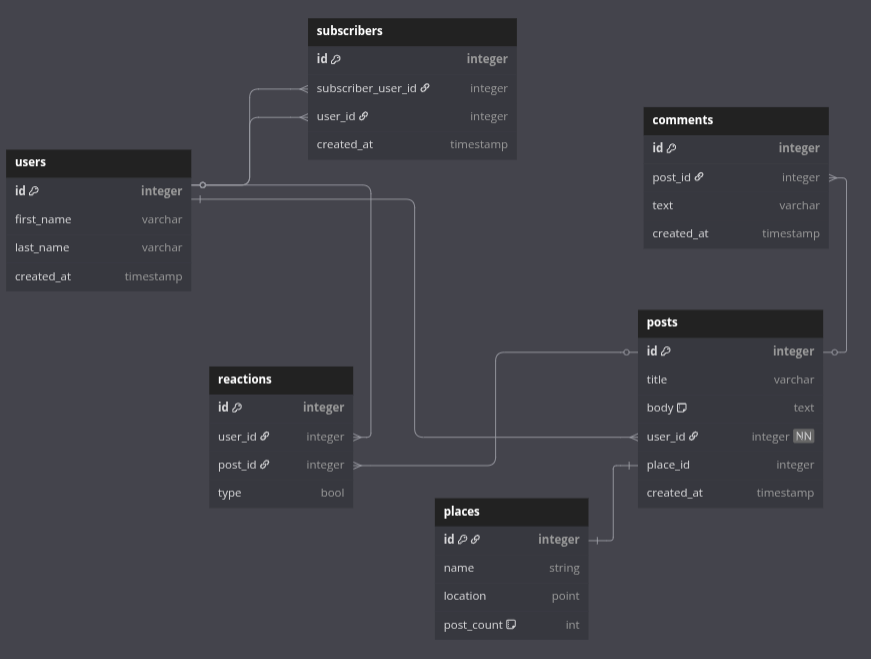 subscribers
id integer
subscriber_user_id integer
user_id integer
created_at timestamp
users
id integer
first_name varchar
last_name varchar
created_at timestamp
comments
id integer
post_id integer
text varchar
created_at timestamp
reactions
id integer
user_id integer
post_id integer
type bool
posts
id integer
title varchar
body text
user_id integer NN
place_id integer
created_at timestamp
places
id integer
name string
location point
post_count int